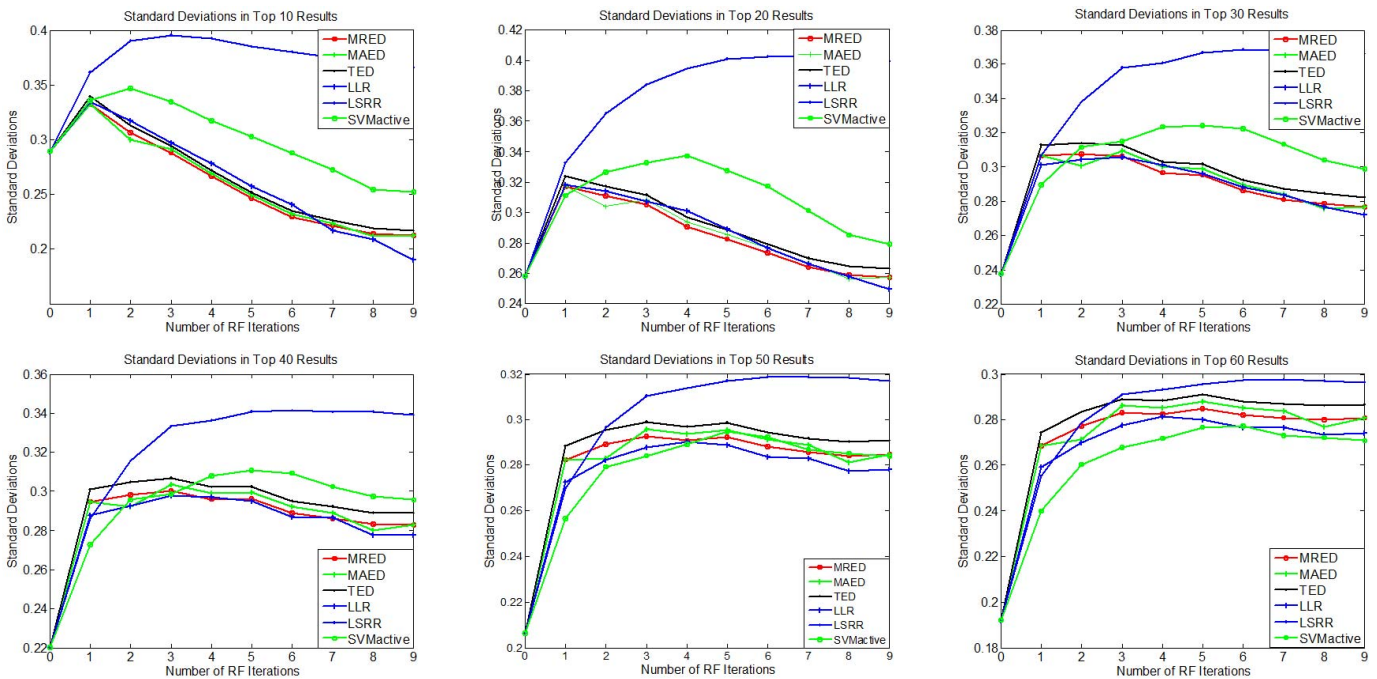 Standard Deviations in Top 10 Results
0.4
0.35
0.3
0.25
0.2
Standard Deviations
0 1 2 3 4 5 6 7 8 9
Number of RF Iterations
MRED
MAED
TED
LLR
LSRR
SVMactive
Standard Deviations in Top 20 Results
0.42
0.4
0.38
0.36
0.34
0.32
0.3
0.28
0.26
0.24
Standard Deviations
0 1 2 3 4 5 6 7 8 9
Number of RF Iterations
MRED
MAED
TED
LLR
LSRR
SVMactive
Standard Deviations in Top 30 Results
0.38
0.36
0.34
0.32
0.3
0.28
0.26
0.24
0.22
Standard Deviations
0 1 2 3 4 5 6 7 8 9
Number of RF Iterations
MRED
MAED
TED
LLR
LSRR
SVMactive
Standard Deviations in Top 40 Results
0.36
0.34
0.32
0.3
0.28
0.26
0.24
0.22
Standard Deviations
0 1 2 3 4 5 6 7 8 9
Number of RF Iterations
MRED
MAED
TED
LLR
LSRR
SVMactive
Standard Deviations in Top 50 Results
0.32
0.3
0.28
0.26
0.24
0.22
0.2
Standard Deviations
0 1 2 3 4 5 6 7 8 9
Number of RF Iterations
MRED
MAED
TED
LLR
LSRR
SVMactive
Standard Deviations in Top 60 Results
0.3
0.28
0.26
0.24
0.22
0.2
0.18
Standard Deviations
0 1 2 3 4 5 6 7 8 9
Number of RF Iterations
MRED
MAED
TED
LLR
LSRR
SVMactive